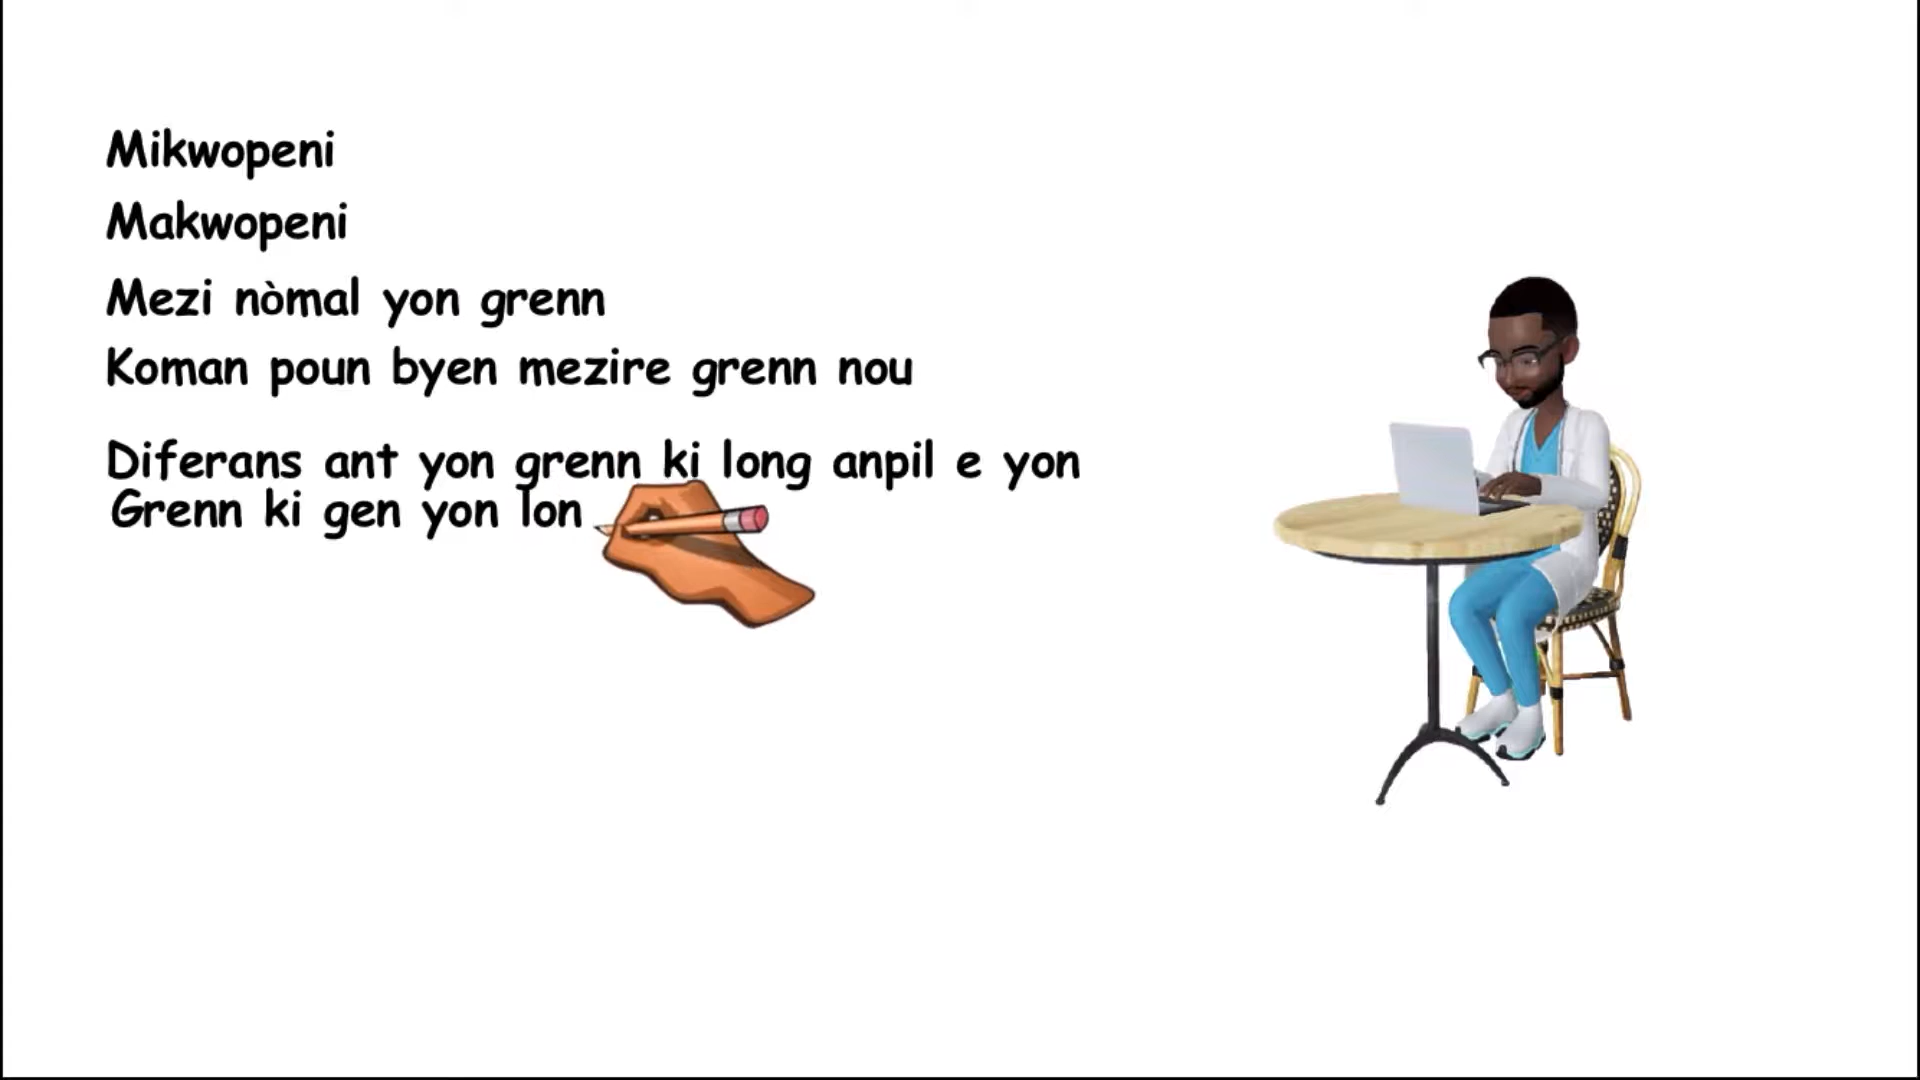 Mikwopeni
Makwopeni
Mezi nòmal yon grenn
Koman poun byen mezire grenn nou
Diferans ant yon grenn ki long anpil e yon
Grenn ki gen yon lon